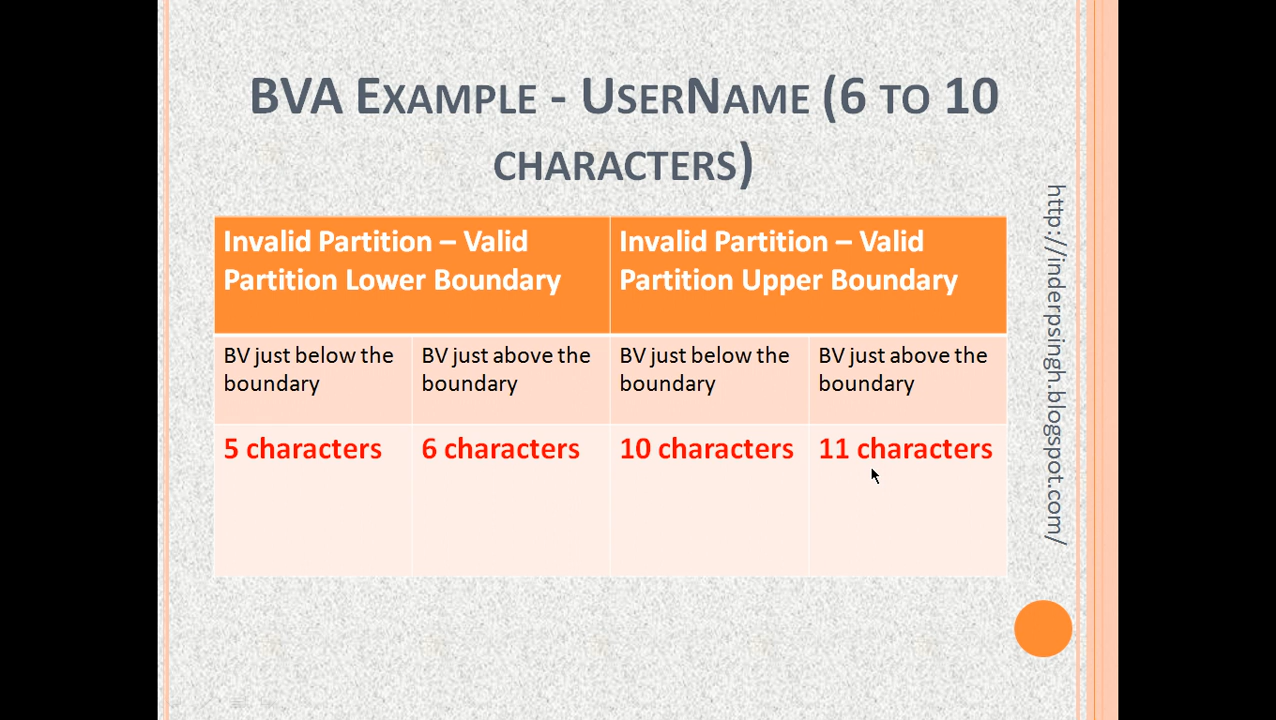 BVA Example - UserName (6 to 10
characters)
Invalid Partition – Valid
Partition Lower Boundary
Invalid Partition – Valid
Partition Upper Boundary
BV just below the
boundary
BV just above the
boundary
BV just below the
boundary
BV just above the
boundary
5 characters
6 characters
10 characters
11 characters
http://inderpsingh.blogspot.com/